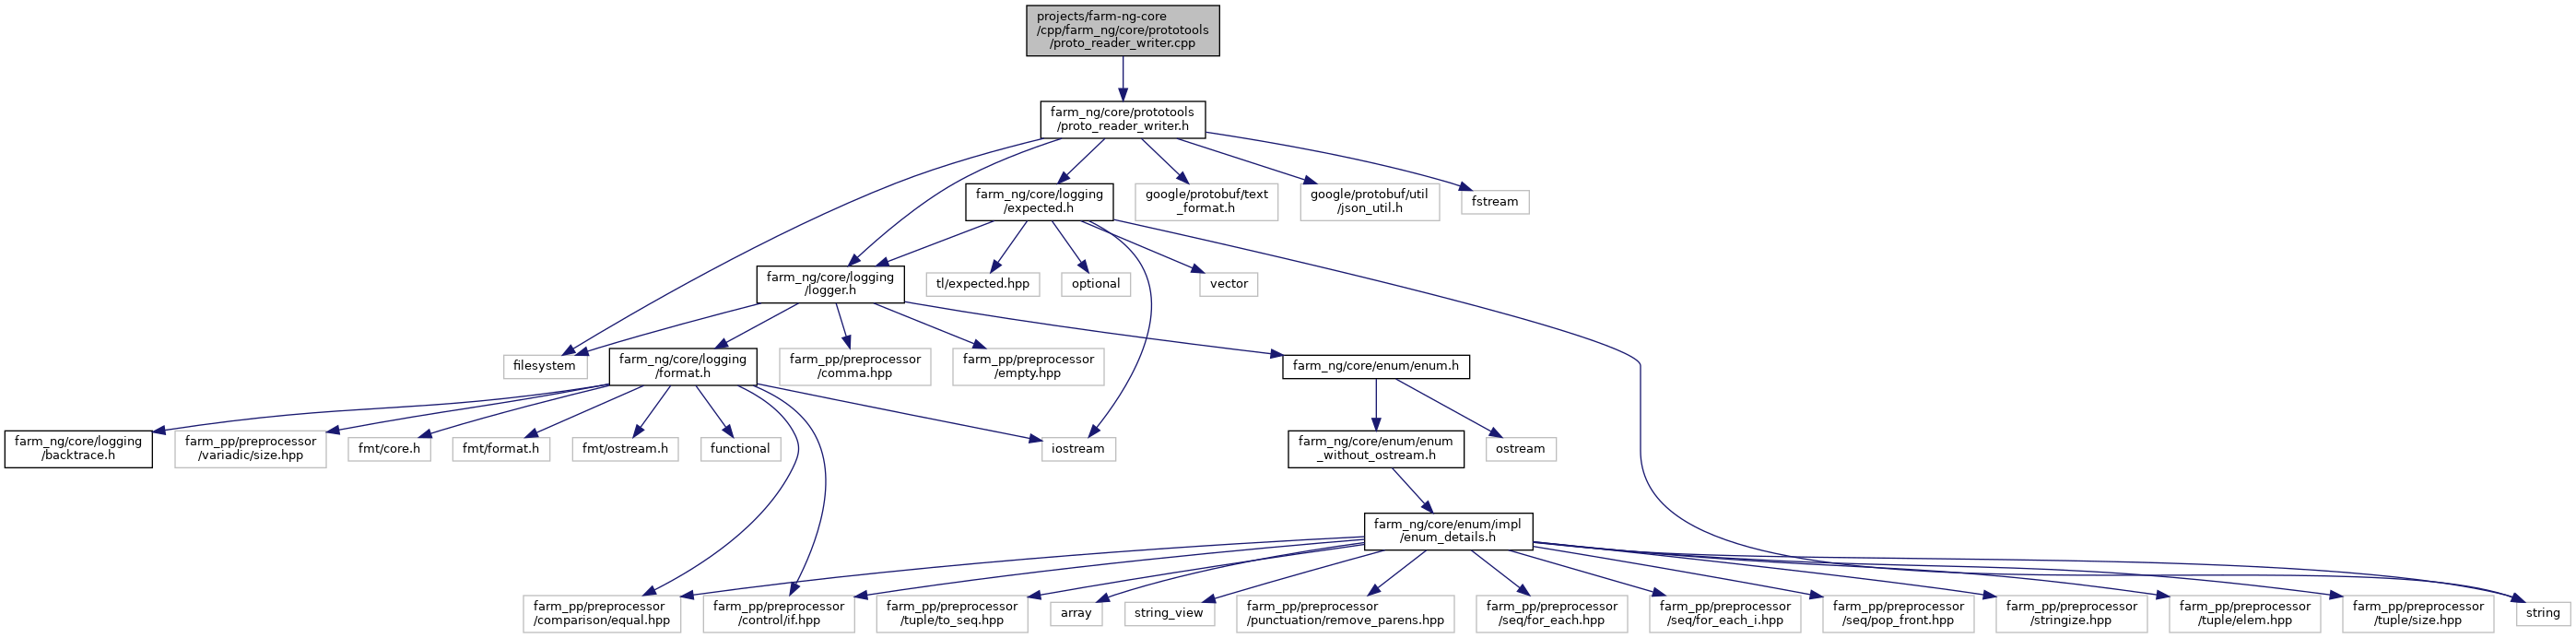 projects/farm-ng-core
/cpp/farm_ng/core/prototools
/proto_reader_writer.cpp
farm_ng/core/prototools
/proto_reader_writer.h
farm_ng/core/logging
/expected.h
google/protobuf/text
_format.h
google/protobuf/util
/json_util.h
fstream
farm_ng/core/logging
/logger.h
tl/expected.hpp
optional
vector
filesystem
farm_ng/core/logging
/format.h
farm_pp/preprocessor
/comma.hpp
farm_pp/preprocessor
/empty.hpp
farm_ng/core/enum/enum.h
farm_ng/core/logging
/backtrace.h
farm_pp/preprocessor
/variadic/size.hpp
fmt/core.h
fmt/format.h
fmt/ostream.h
functional
iostream
farm_ng/core/enum/enum
_without_ostream.h
ostream
farm_ng/core/enum/impl
/enum_details.h
farm_pp/preprocessor
/comparison/equal.hpp
farm_pp/preprocessor
/control/if.hpp
farm_pp/preprocessor
/tuple/to_seq.hpp
array
string_view
farm_pp/preprocessor
/punctuation/remove_parens.hpp
farm_pp/preprocessor
/seq/for_each.hpp
farm_pp/preprocessor
/seq/for_each_i.hpp
farm_pp/preprocessor
/seq/pop_front.hpp
farm_pp/preprocessor
/stringize.hpp
farm_pp/preprocessor
/tuple/elem.hpp
farm_pp/preprocessor
/tuple/size.hpp
string